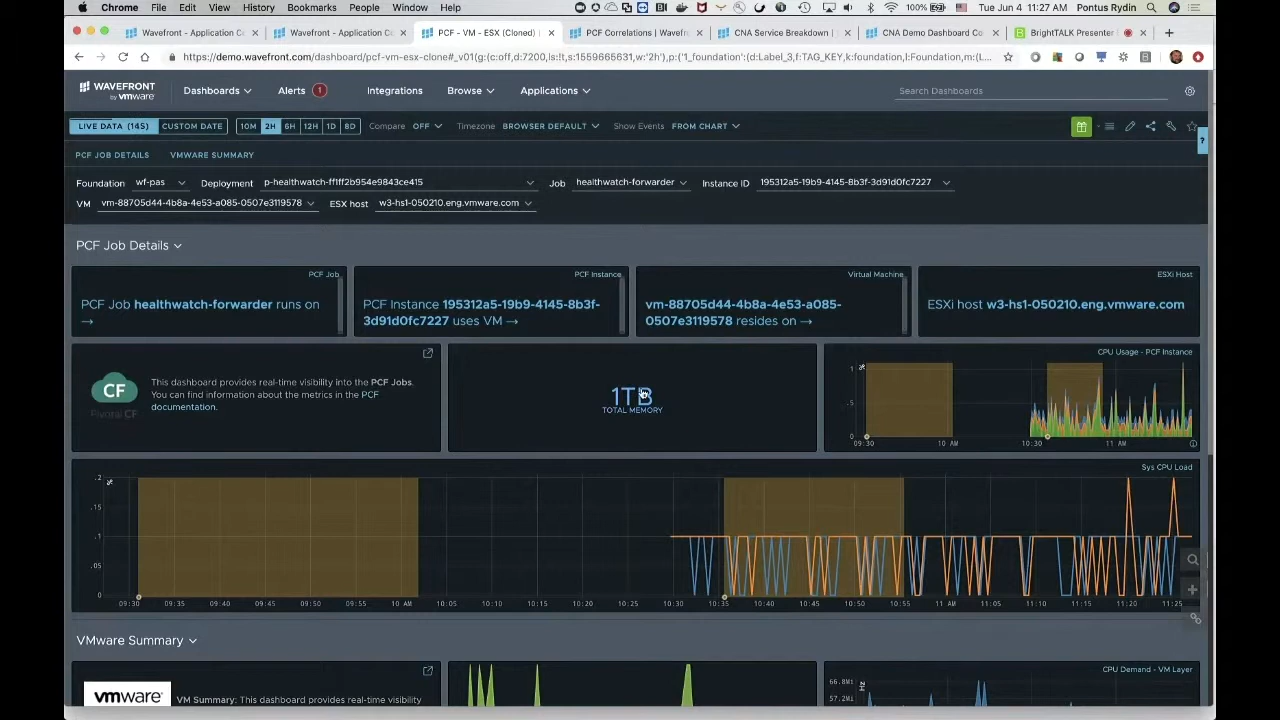 Chrome File Edit View History Bookmarks People Window Help 100% Tue Jun 4 11:27 AM Pontus Rydin
Wavefront - Application C × Wavefront - Application C × PCF - VM - ESX (Cloned) × PCF Correlations | Wavefr × CNA Service Breakdown | × CNA Demo Dashboard Co × BrightTALK Presenter × +
https://demo.wavefront.com/dashboard/pcf-vm-esx-clone#_v01(g:(c:off,d:7200,ls:!t,s:1559665631,w:'2h'),p:('1_foundation':(d:Label_3,f:TAG_KEY,k:foundation,l:Foundation,m:(L...
WAVEFRONT
by vmware
Dashboards Alerts 1 Integrations Browse Applications Search Dashboards
LIVE DATA (14S) CUSTOM DATE 10M 2H 6H 12H 1D 8D Compare OFF Timezone BROWSER DEFAULT Show Events FROM CHART
?
PCF JOB DETAILS VMWARE SUMMARY
Foundation wf-pas Deployment p-healthwatch-ff1ff2b954e9843ce415 Job healthwatch-forwarder Instance ID 195312a5-19b9-4145-8b3f-3d91d0fc7227
VM vm-88705d44-4b8a-4e53-a085-0507e3119578 ESX host w3-hs1-050210.eng.vmware.com
PCF Job Details
PCF Job
PCF Job healthwatch-forwarder runs on
→
PCF Instance
PCF Instance 195312a5-19b9-4145-8b3f-
3d91d0fc7227 uses VM →
Virtual Machine
vm-88705d44-4b8a-4e53-a085-
0507e3119578 resides on →
ESXi Host
ESXi host w3-hs1-050210.eng.vmware.com
CF
Pivotal CF
This dashboard provides real-time visibility into the PCF Jobs.
You can find information about the metrics in the PCF
documentation.
1TB
TOTAL MEMORY
CPU Usage - PCF Instance
1
.5
0
09:30 10 AM 10:30 11 AM
Sys CPU Load
.2
.15
.1
.05
0
09:30 09:35 09:40 09:45 09:50 09:55 10 AM 10:05 10:10 10:15 10:20 10:25 10:30 10:35 10:40 10:45 10:50 10:55 11 AM 11:05 11:10 11:15 11:20 11:25
VMware Summary
vmware
VM Summary: This dashboard provides real-time visibility
CPU Demand - VM Layer
66.8Mi
57.2Mi
Hz